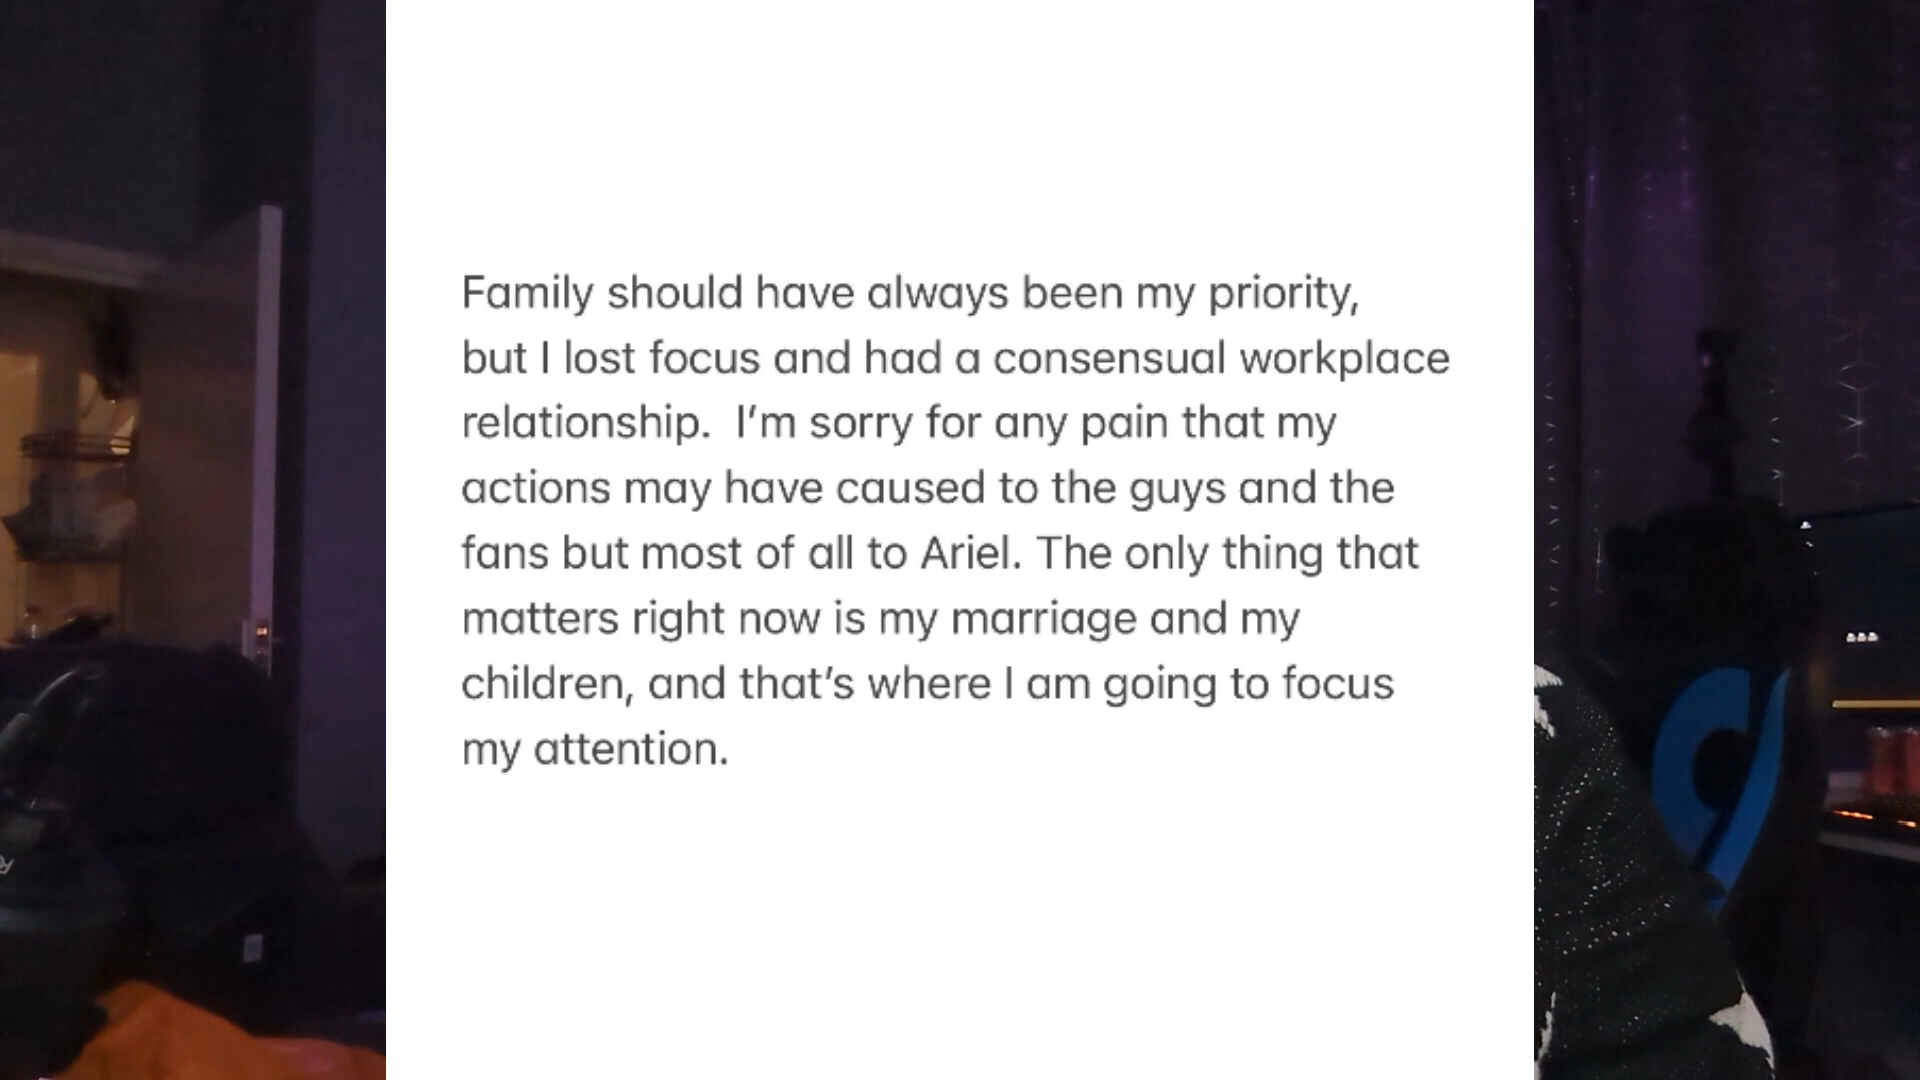 Family should have always been my priority,
but I lost focus and had a consensual workplace
relationship.  I’m sorry for any pain that my
actions may have caused to the guys and the
fans but most of all to Ariel. The only thing that
matters right now is my marriage and my
children, and that’s where I am going to focus
my attention.